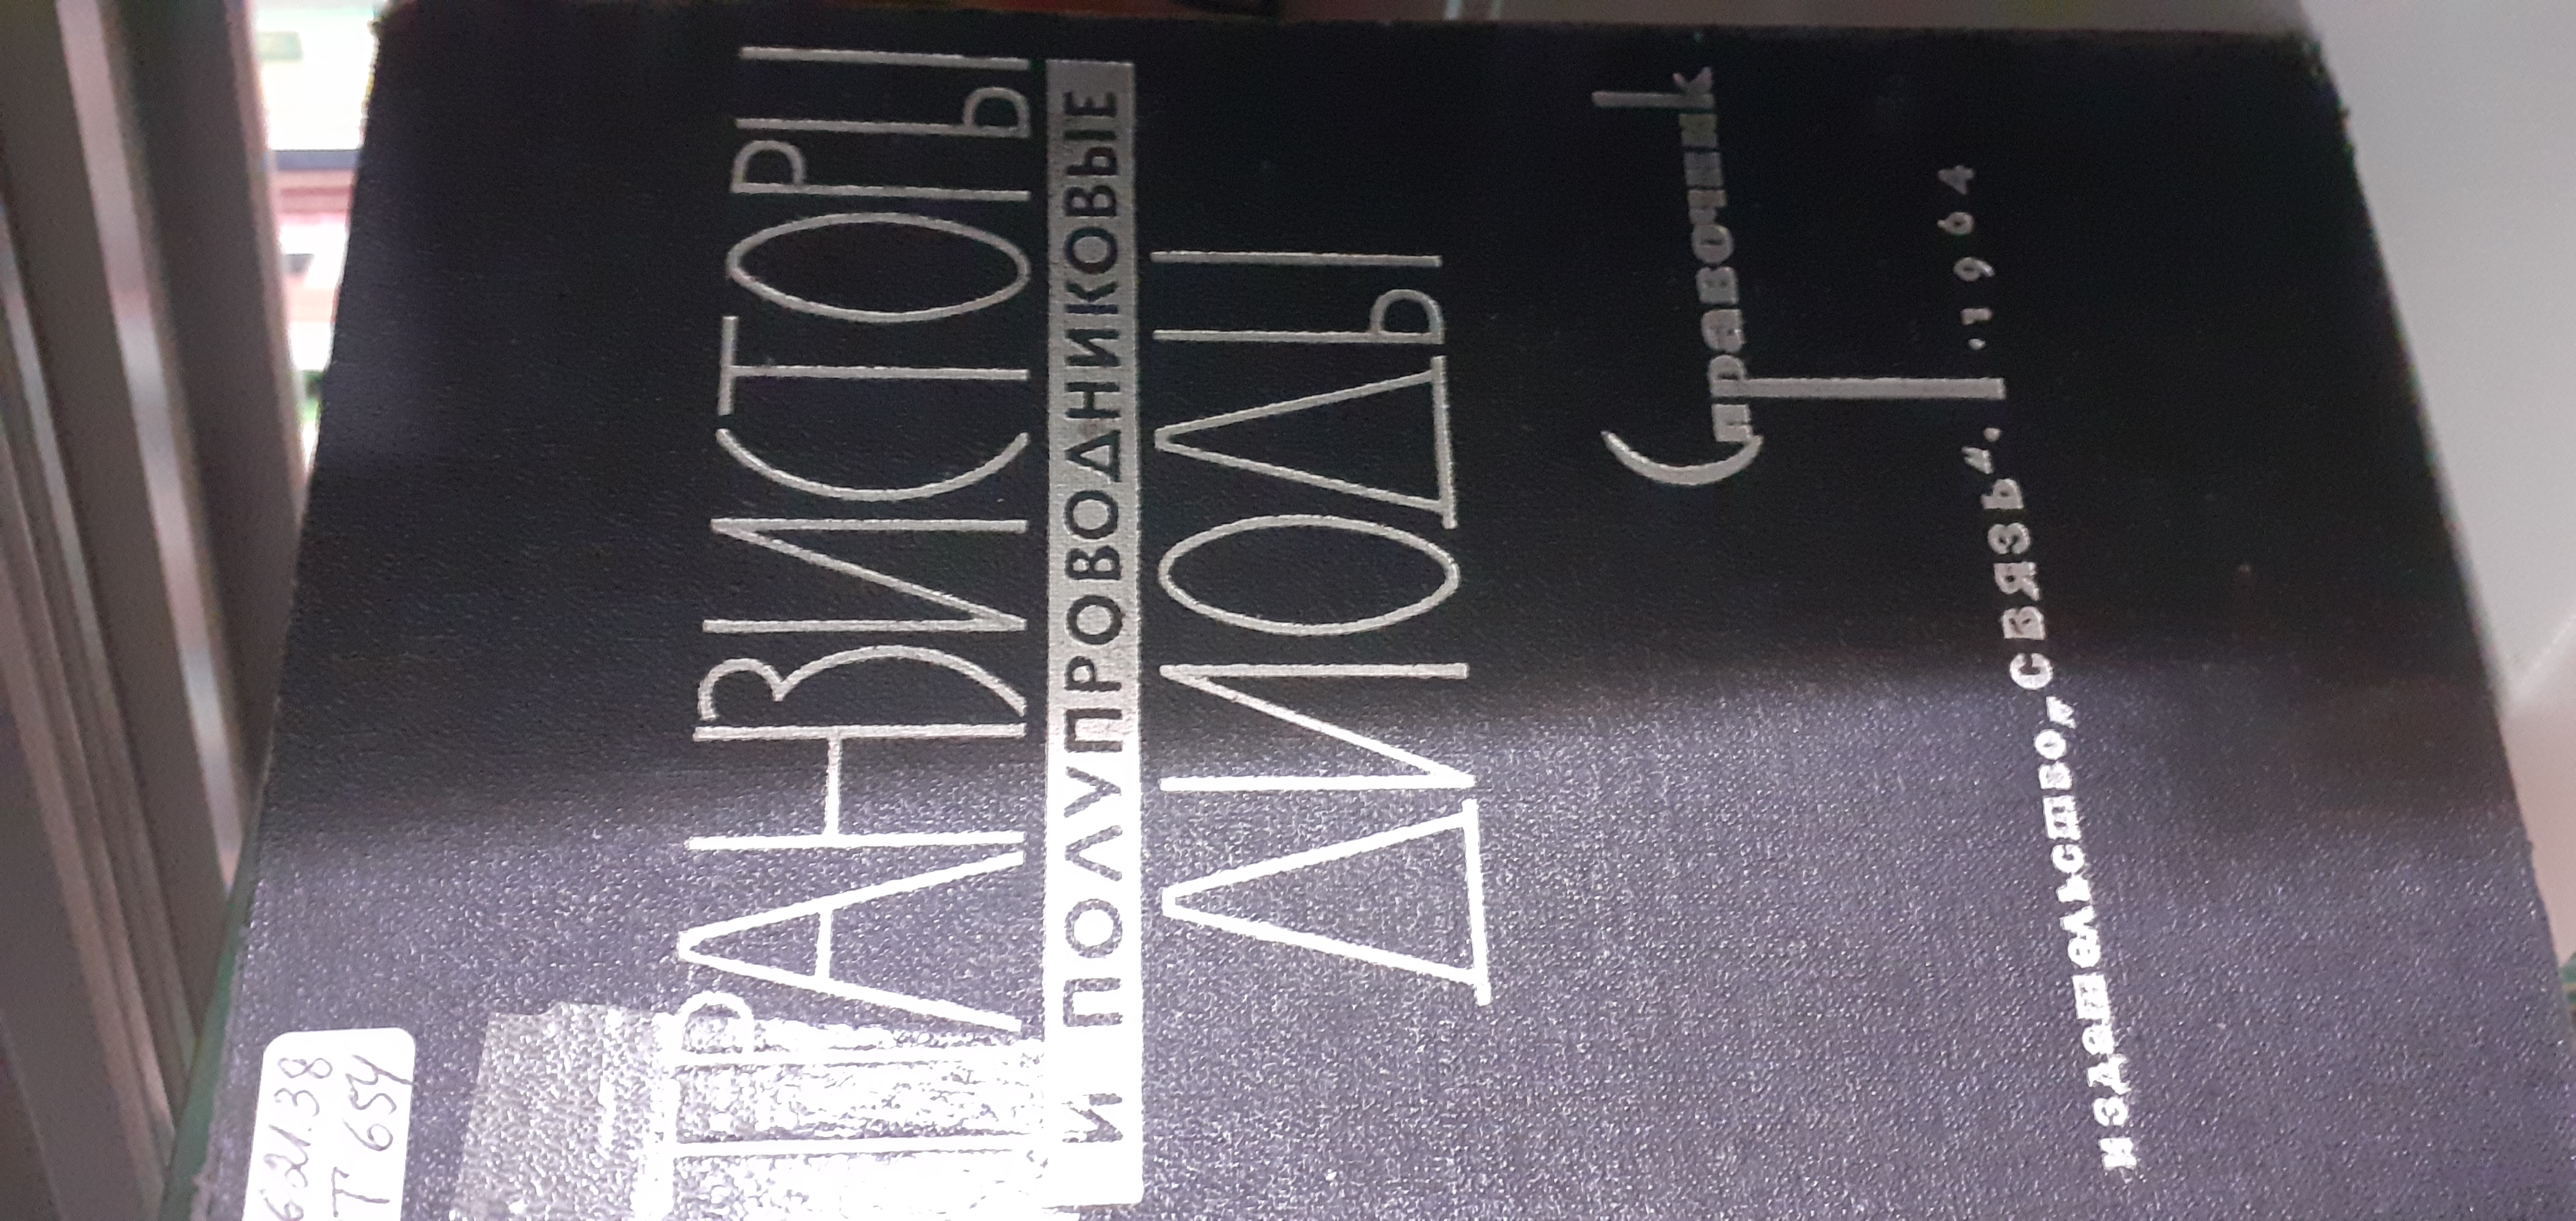 621.38
Т 654
ТРАНЗИСТОРЫ
И ПОЛУПРОВОДНИКОВЫЕ
ДИОДЫ
Справочник
ИЗДАТЕЛЬСТВО „СВЯЗЬ“. 1964